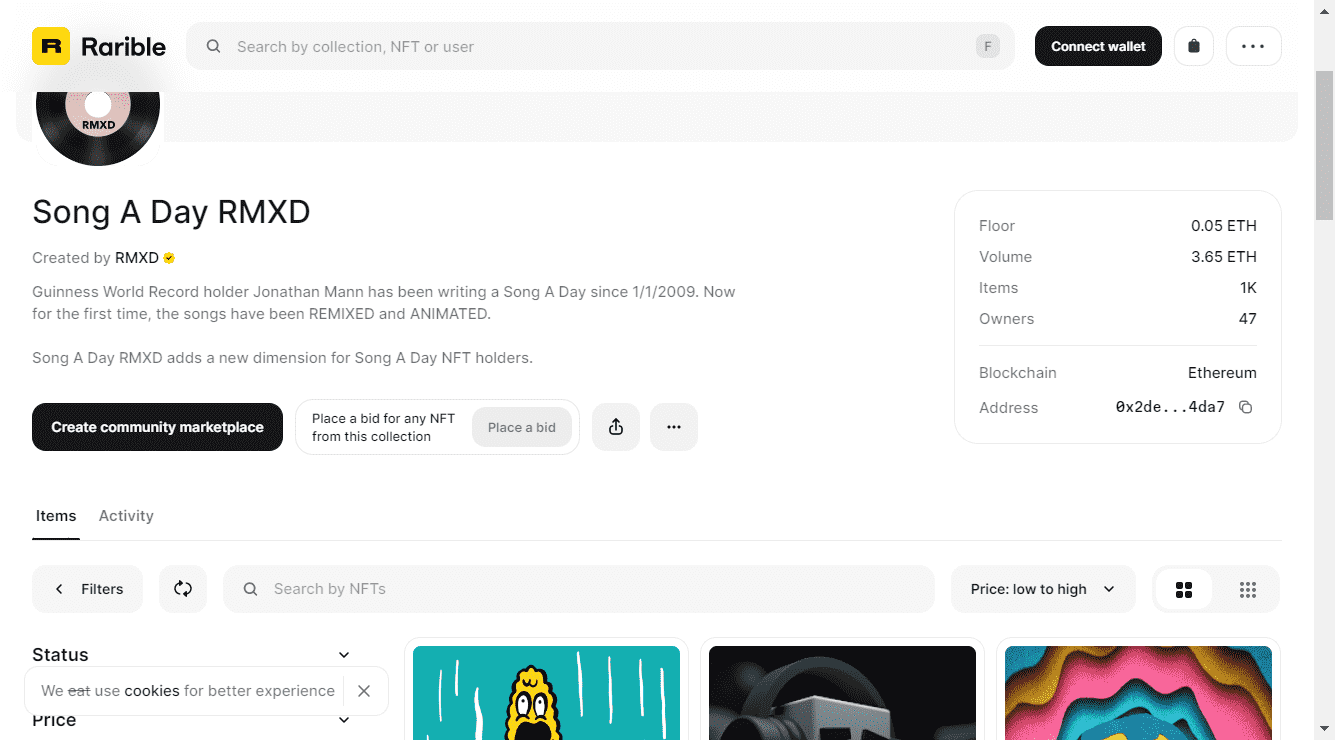 R Rarible
Search by collection, NFT or user
F
Connect wallet
RMXD
Song A Day RMXD
Created by RMXD
Guinness World Record holder Jonathan Mann has been writing a Song A Day since 1/1/2009. Now
for the first time, the songs have been REMIXED and ANIMATED.
Song A Day RMXD adds a new dimension for Song A Day NFT holders.
Floor 0.05 ETH
Volume 3.65 ETH
Items 1K
Owners 47
Blockchain Ethereum
Address 0x2de...4da7
Create community marketplace
Place a bid for any NFT
from this collection
Place a bid
Items Activity
Filters
Search by NFTs
Price: low to high
Status
We eat use cookies for better experience
Price